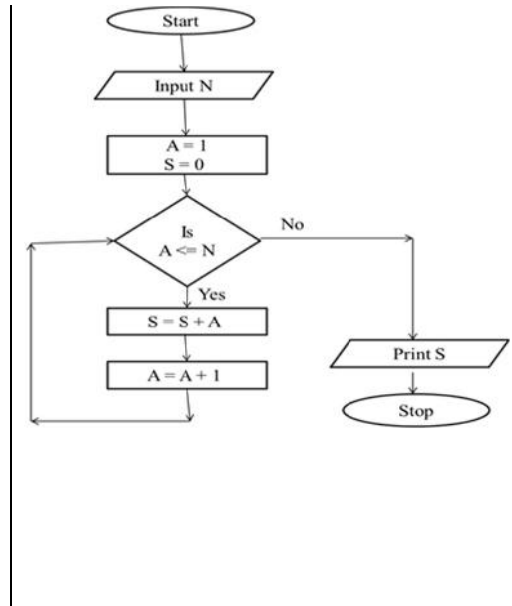 Start
Input N
A = 1
S = 0
Is
A <= N
No
Yes
S = S + A
A = A + 1
Print S
Stop